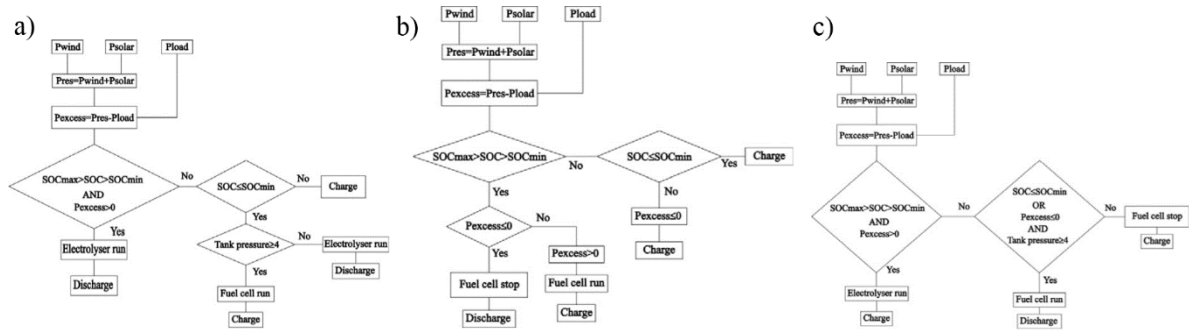 a)
Pwind
Psolar
Pload
Pres=Pwind+Psolar
Pexcess=Pres-Pload
SOCmax>SOC>SOCmin
AND
Pexcess>0
No
SOC≤SOCmin
No
Charge
Yes
Electrolyser run
Discharge
Yes
Tank pressure≥4
No
Electrolyser run
Discharge
Yes
Fuel cell run
Charge
b)
Pwind
Psolar
Pload
Pres=Pwind+Psolar
Pexcess=Pres-Pload
SOCmax>SOC>SOCmin
No
SOC≤SOCmin
Yes
Charge
Yes
No
Pexcess≤0
Charge
Pexcess≤0
No
Pexcess>0
Fuel cell run
Charge
Yes
Fuel cell stop
Discharge
c)
Pwind
Psolar
Pload
Pres=Pwind+Psolar
Pexcess=Pres-Pload
SOCmax>SOC>SOCmin
AND
Pexcess>0
No
SOC≤SOCmin
OR
Pexcess≤0
AND
Tank pressure≥4
No
Fuel cell stop
Charge
Yes
Electrolyser run
Charge
Yes
Fuel cell run
Discharge